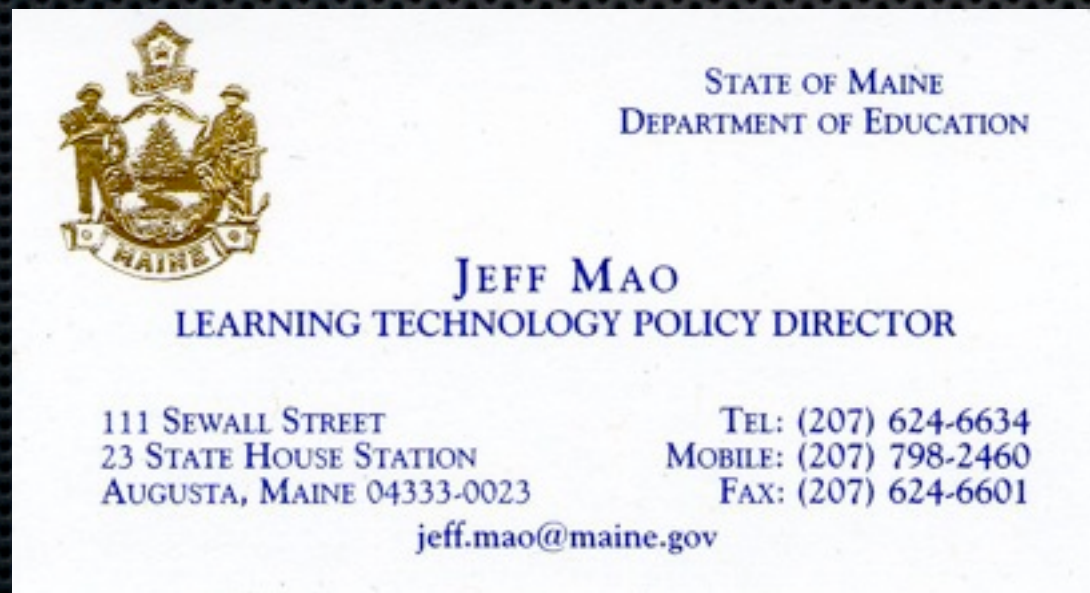 MAINE
STATE OF MAINE
DEPARTMENT OF EDUCATION
JEFF MAO
LEARNING TECHNOLOGY POLICY DIRECTOR
111 SEWALL STREET
23 STATE HOUSE STATION
AUGUSTA, MAINE 04333-0023
TEL: (207) 624-6634
MOBILE: (207) 798-2460
FAX: (207) 624-6601
jeff.mao@maine.gov